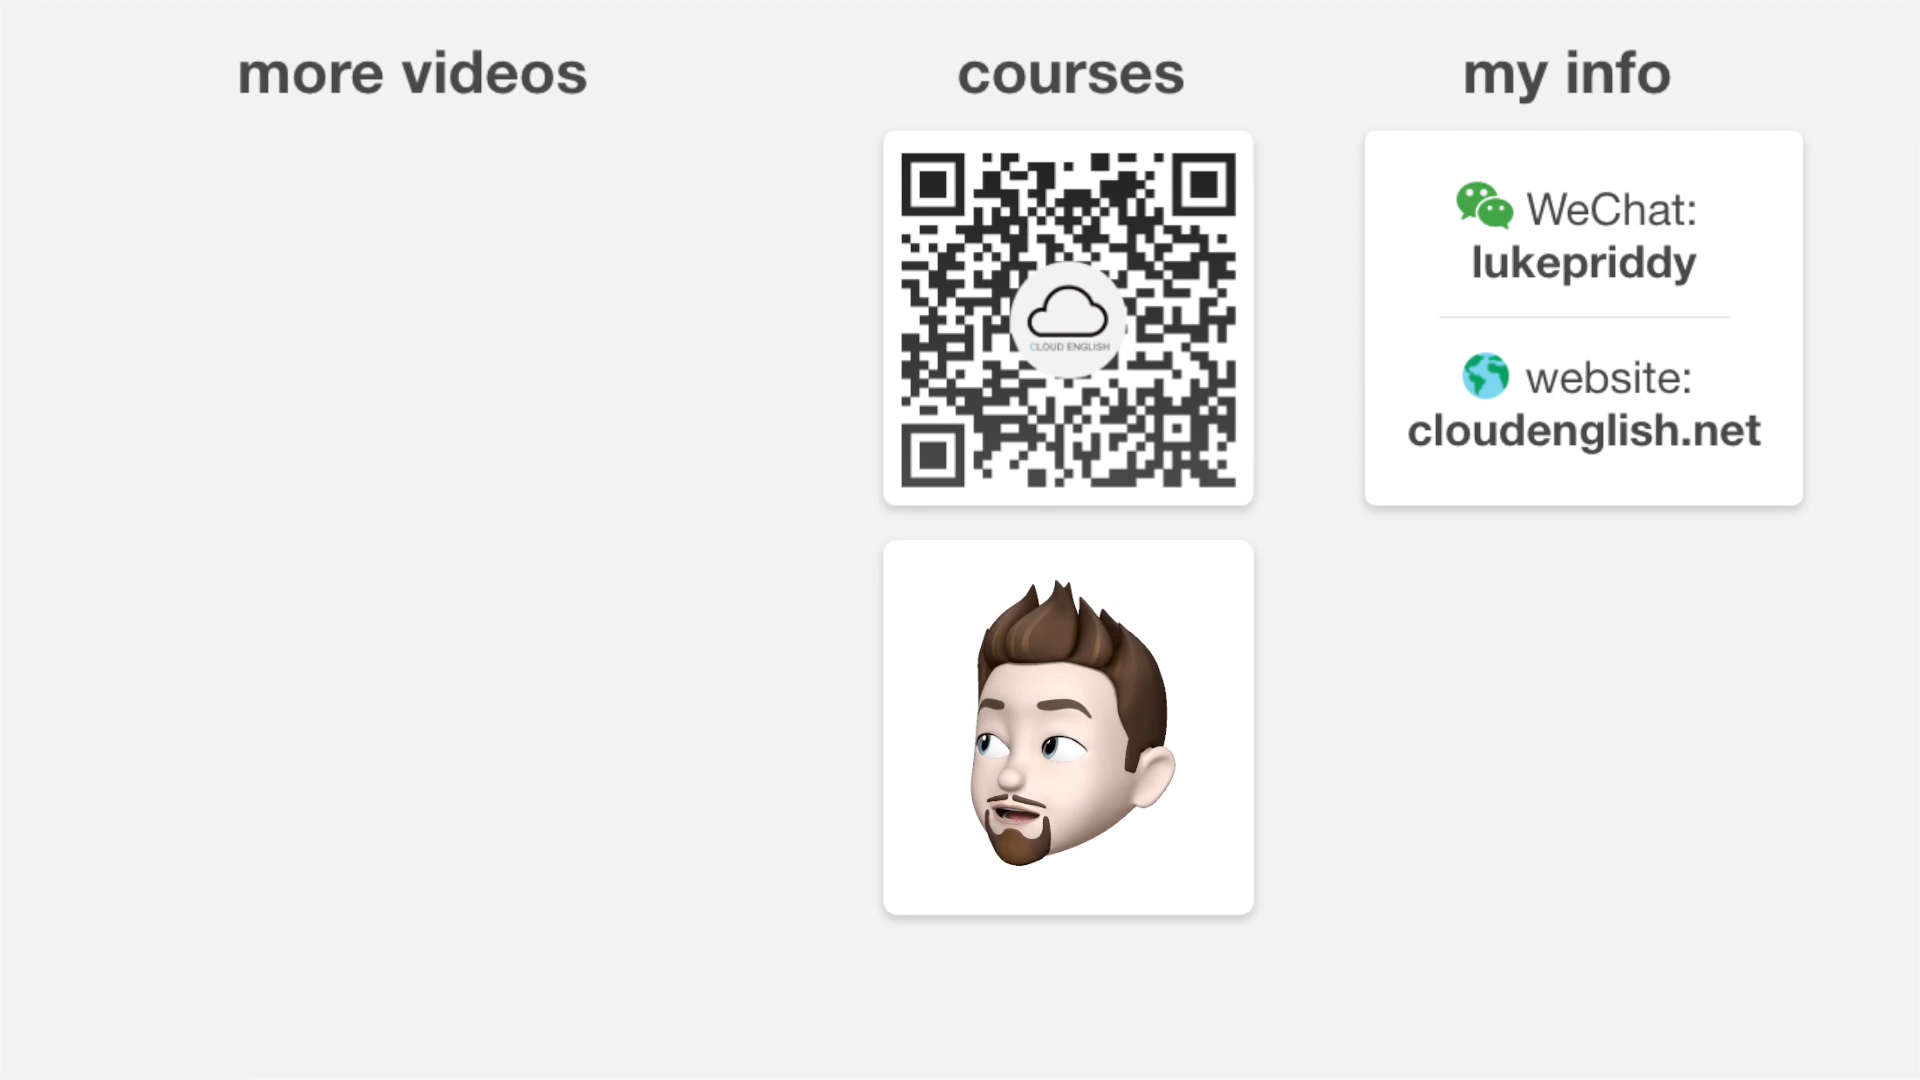 more videos
courses
my info
CLOUD ENGLISH
WeChat:
lukepriddy
website:
cloudenglish.net